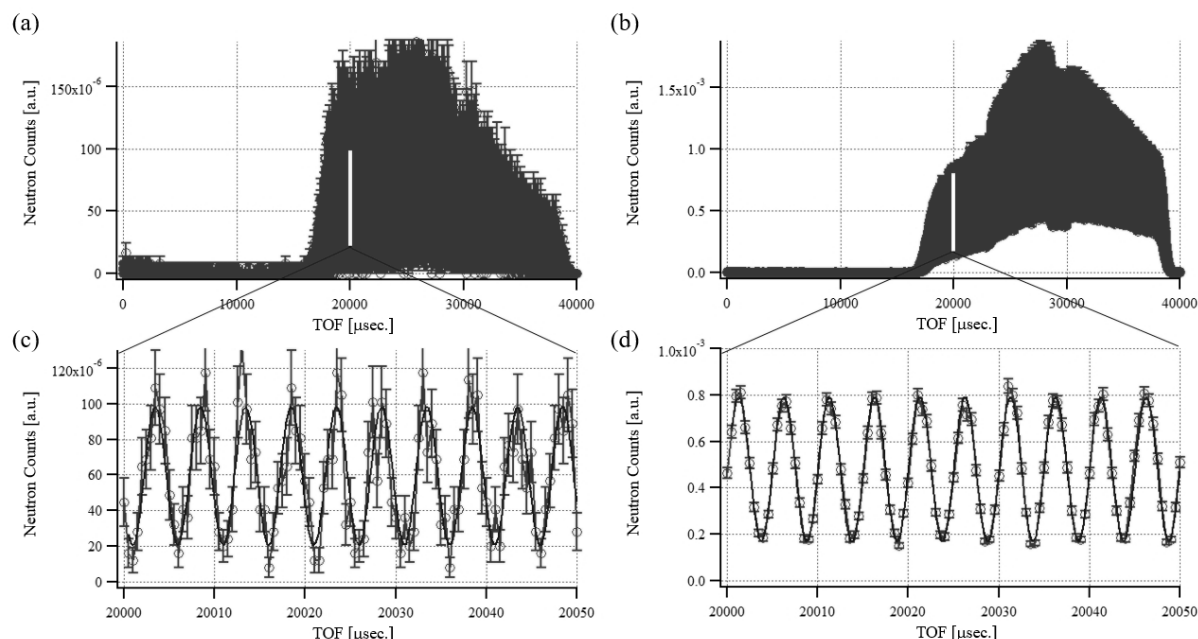 (a)
Neutron Counts [a.u.]
150x10-6
100
50
0
0 10000 20000 30000 40000
TOF [µsec.]
(b)
Neutron Counts [a.u.]
1.5x10-3
1.0
0.5
0.0
0 10000 20000 30000 40000
TOF [µsec.]
(c)
Neutron Counts [a.u.]
120x10-6
100
80
60
40
20
0
20000 20010 20020 20030 20040 20050
TOF [µsec.]
(d)
Neutron Counts [a.u.]
1.0x10-3
0.8
0.6
0.4
0.2
0.0
20000 20010 20020 20030 20040 20050
TOF [µsec.]